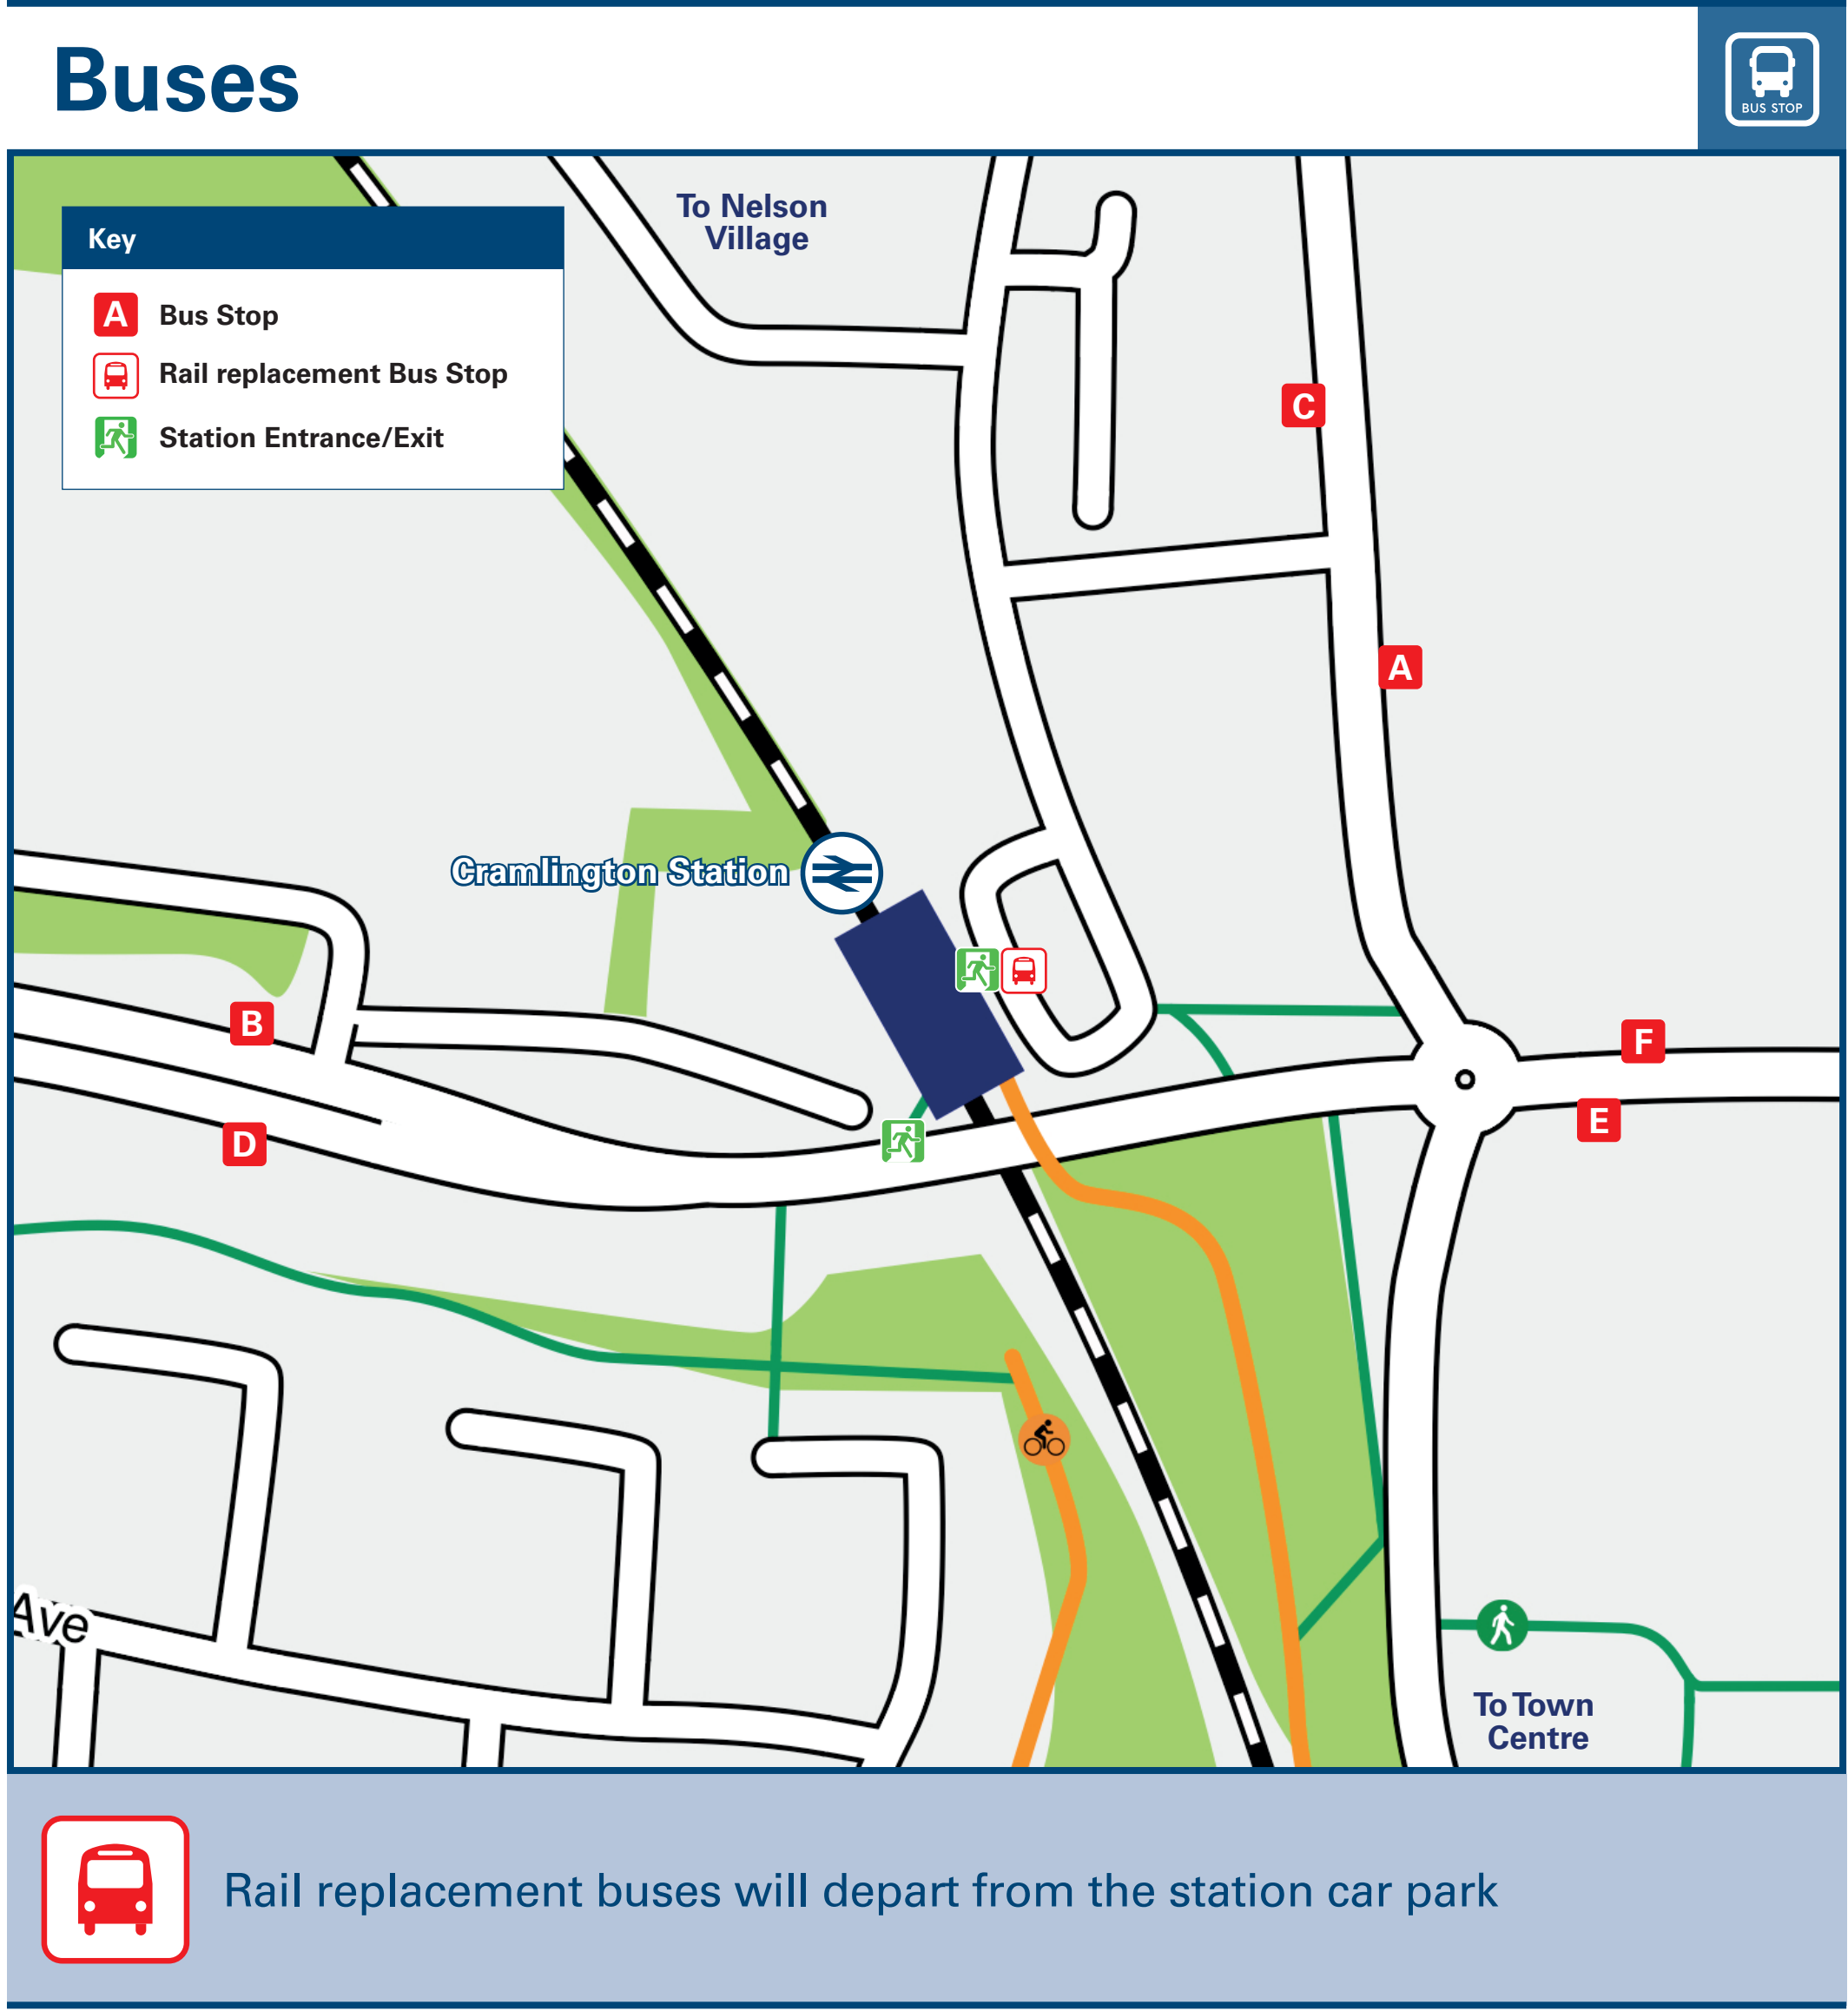 Buses
BUS STOP
To Nelson
Village
Key
A Bus Stop
Rail replacement Bus Stop
Station Entrance/Exit
C
A
Cramlington Station
B
F
D
E
Ave
To Town
Centre
Rail replacement buses will depart from the station car park